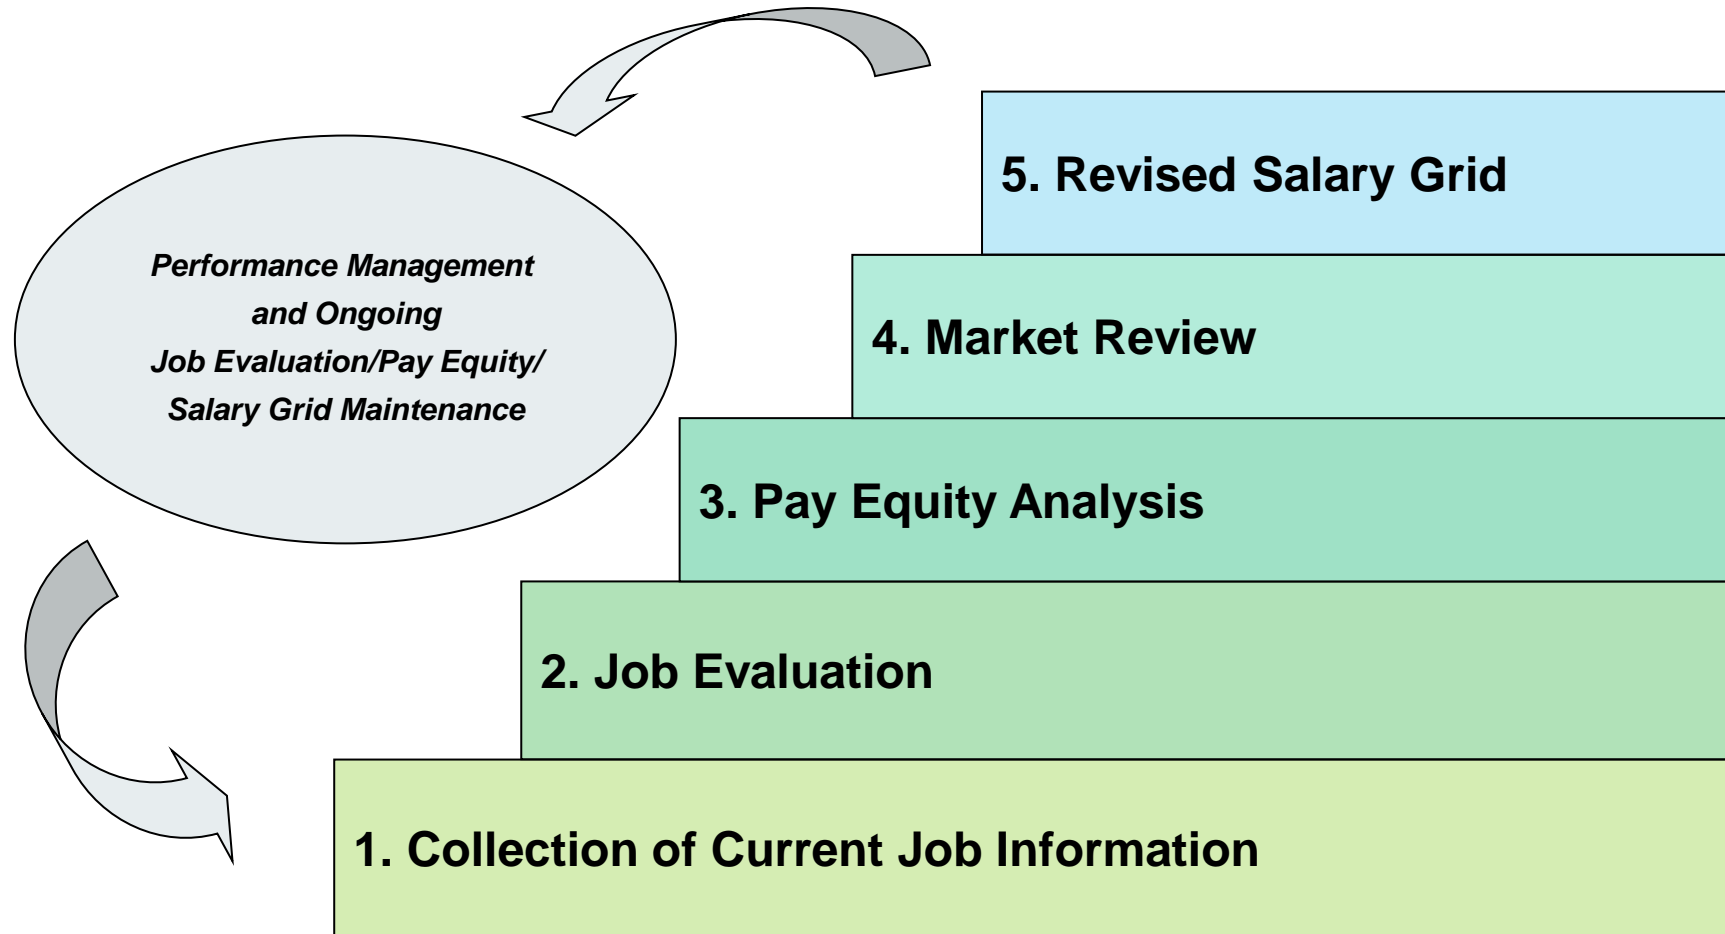 5. Revised Salary Grid
Performance Management
and Ongoing
Job Evaluation/Pay Equity/
Salary Grid Maintenance
4. Market Review
3. Pay Equity Analysis
2. Job Evaluation
1. Collection of Current Job Information